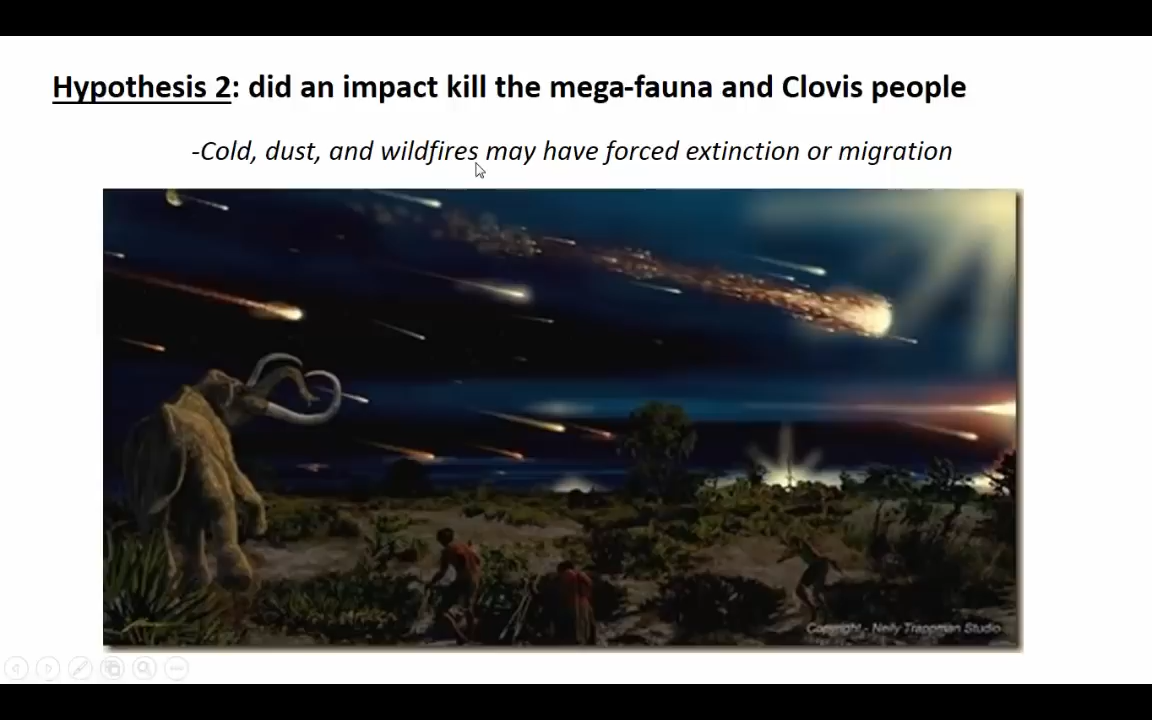 Hypothesis 2: did an impact kill the mega-fauna and Clovis people
-Cold, dust, and wildfires may have forced extinction or migration
Copyright - Neily Trappman Studio